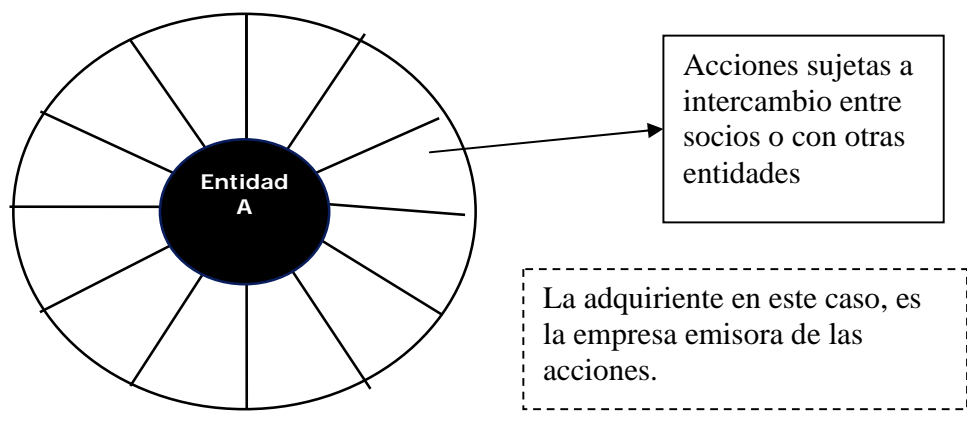 Entidad
A
Acciones sujetas a
intercambio entre
socios o con otras
entidades
La adquiriente en este caso, es
la empresa emisora de las
acciones.